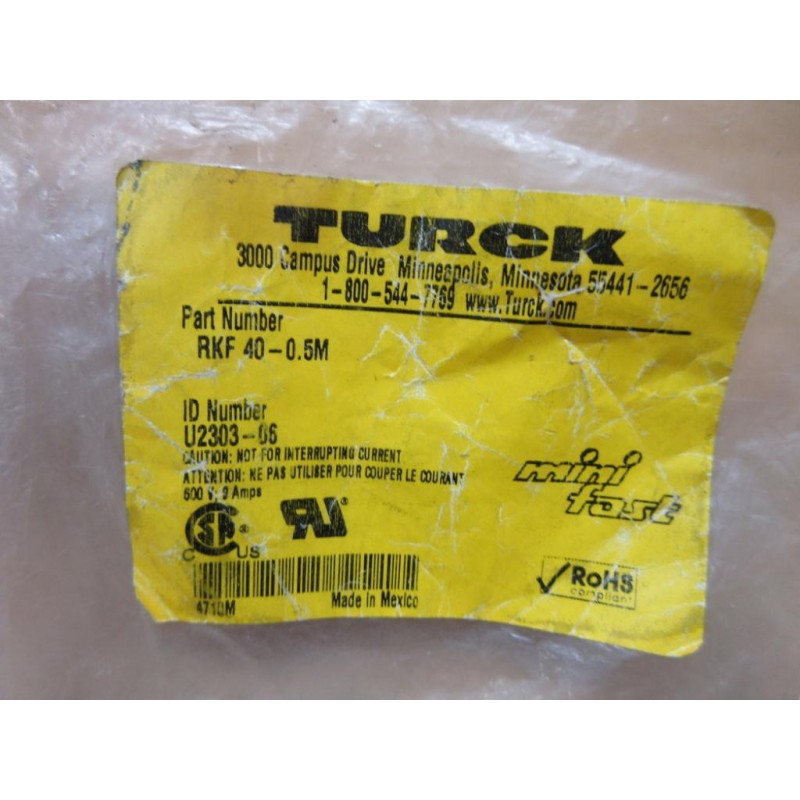 TURCK
3000 Campus Drive Minneapolis, Minnesota 55441-2656
1-800-544-7769 www.Turck.com
Part Number
RKF 40-0.5M
ID Number
U2303-06
CAUTION: NOT FOR INTERRUPTING CURRENT
ATTENTION: NE PAS UTILISER POUR COUPER LE COURANT
600 V, 9 Amps
mini
fast
SP ®
C US
UR
RoHS
compliant
Made in Mexico